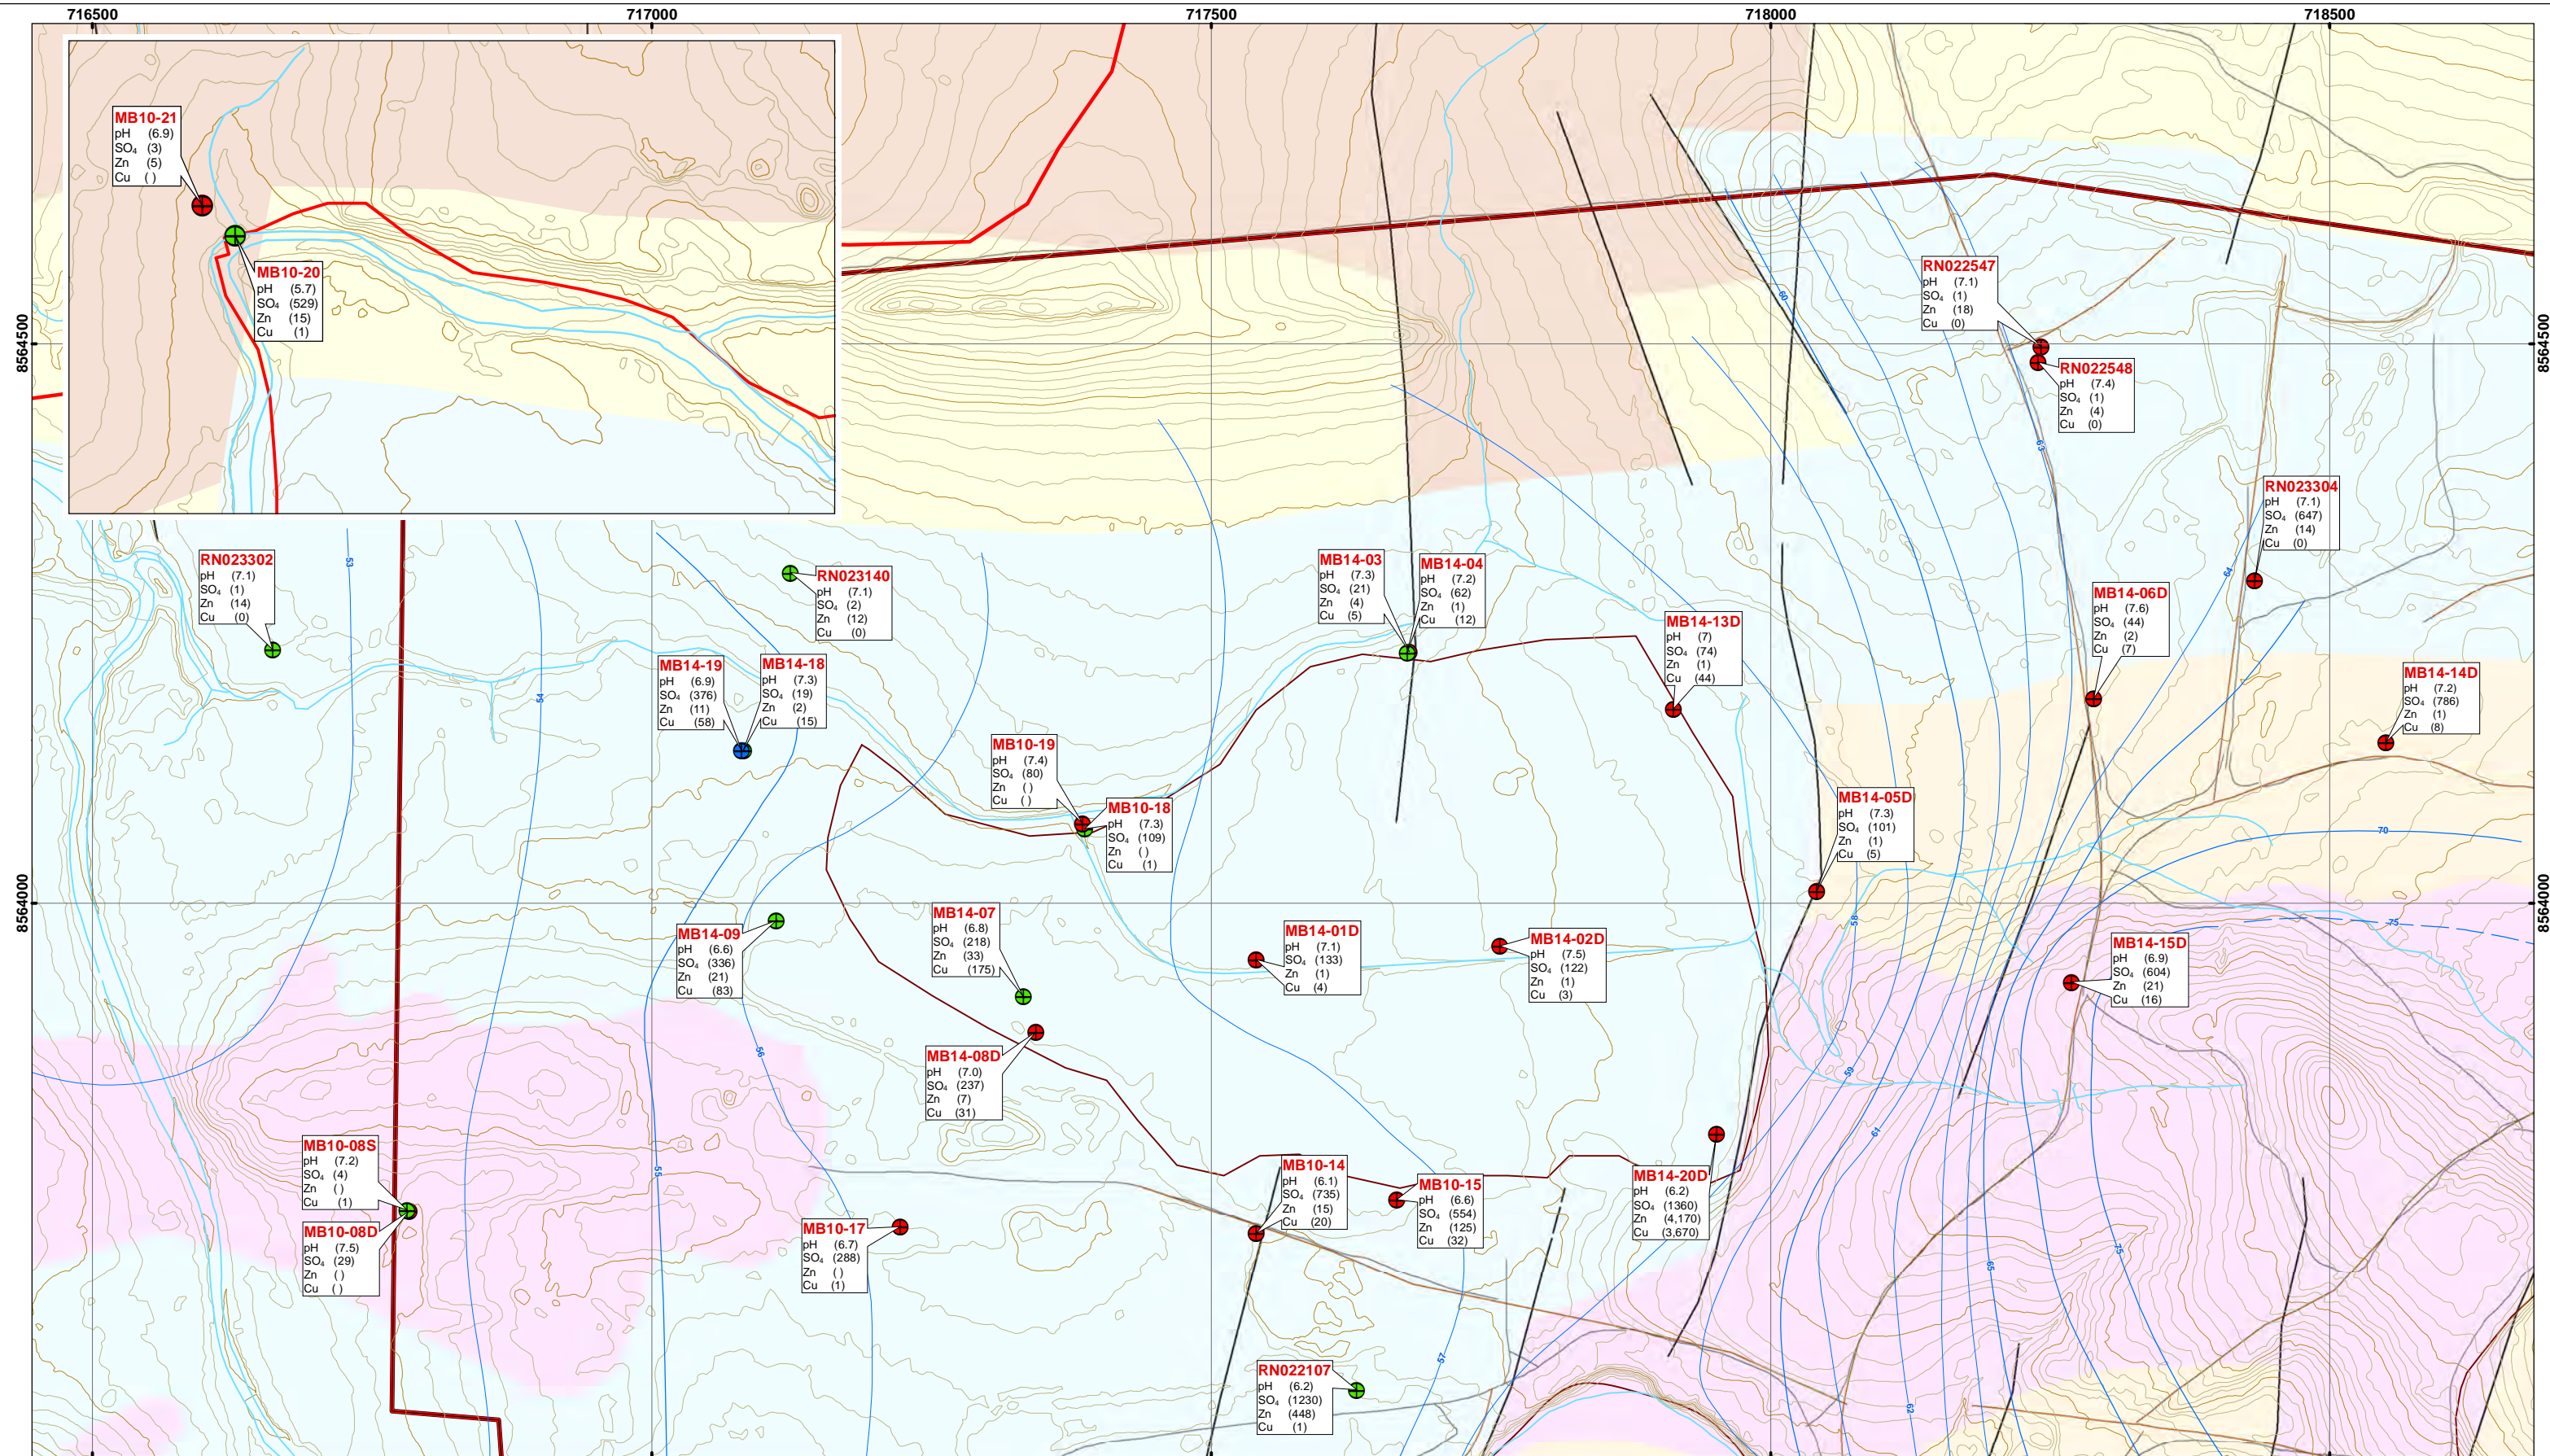 716500
717000
717500
718000
718500
8564500
8564500
8564000
8564000
MB10-21
pH (6.9)
SO₄ (3)
Zn (5)
Cu ( )
MB10-20
pH (5.7)
SO₄ (529)
Zn (15)
Cu (1)
RN022547
pH (7.1)
SO₄ (1)
Zn (18)
Cu (0)
RN022548
pH (7.4)
SO₄ (1)
Zn (4)
Cu (0)
RN023304
pH (7.1)
SO₄ (647)
Zn (14)
Cu (0)
RN023302
pH (7.1)
SO₄ (1)
Zn (14)
Cu (0)
RN023140
pH (7.1)
SO₄ (2)
Zn (12)
Cu (0)
MB14-03
pH (7.3)
SO₄ (21)
Zn (4)
Cu (5)
MB14-04
pH (7.2)
SO₄ (62)
Zn (1)
Cu (12)
MB14-13D
pH (7)
SO₄ (74)
Zn (1)
Cu (44)
MB14-06D
pH (7.6)
SO₄ (44)
Zn (2)
Cu (7)
MB14-14D
pH (7.2)
SO₄ (786)
Zn (1)
Cu (8)
MB14-19
pH (6.9)
SO₄ (376)
Zn (11)
Cu (58)
MB14-18
pH (7.3)
SO₄ (19)
Zn (2)
Cu (15)
MB10-19
pH (7.4)
SO₄ (80)
Zn ( )
Cu ( )
MB10-18
pH (7.3)
SO₄ (109)
Zn ( )
Cu (1)
MB14-05D
pH (7.3)
SO₄ (101)
Zn (1)
Cu (5)
MB14-09
pH (6.6)
SO₄ (336)
Zn (21)
Cu (83)
MB14-07
pH (6.8)
SO₄ (218)
Zn (33)
Cu (175)
MB14-01D
pH (7.1)
SO₄ (133)
Zn (1)
Cu (4)
MB14-02D
pH (7.5)
SO₄ (122)
Zn (1)
Cu (3)
MB14-15D
pH (6.9)
SO₄ (604)
Zn (21)
Cu (16)
MB14-08D
pH (7.0)
SO₄ (237)
Zn (7)
Cu (31)
MB10-08S
pH (7.2)
SO₄ (4)
Zn ( )
Cu (1)
MB10-08D
pH (7.5)
SO₄ (29)
Zn ( )
Cu ( )
MB10-17
pH (6.7)
SO₄ (288)
Zn ( )
Cu (1)
MB10-14
pH (6.1)
SO₄ (735)
Zn (15)
Cu (20)
MB10-15
pH (6.6)
SO₄ (554)
Zn (125)
Cu (32)
MB14-20D
pH (6.2)
SO₄ (1360)
Zn (4,170)
Cu (3,670)
RN022107
pH (6.2)
SO₄ (1230)
Zn (448)
Cu (1)
60
63
53
64
54
70
58
75
56
59
61
55
75
65
57
62